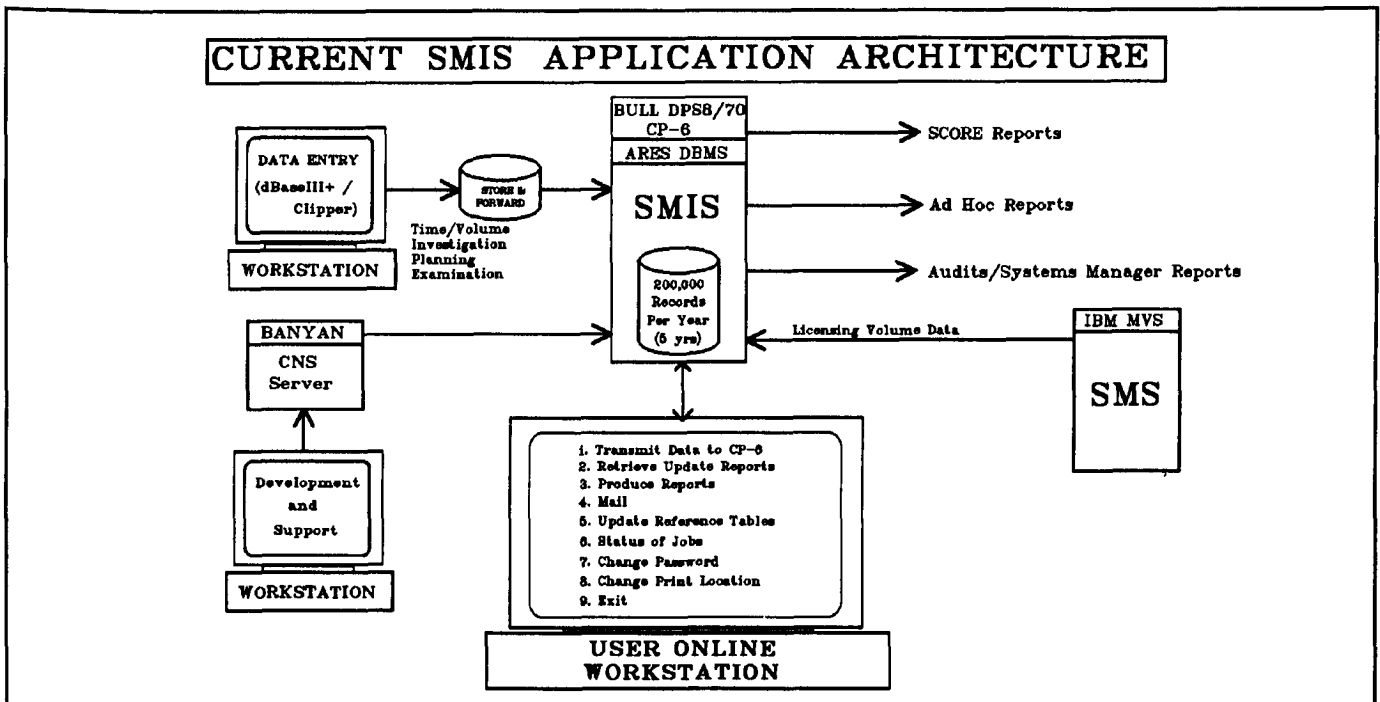 CURRENT SMIS APPLICATION ARCHITECTURE
DATA ENTRY
(dBaseIII+ /
Clipper)
WORKSTATION
STORE &
FORWARD
Time/Volume
Investigation
Planning
Examination
BULL DPS8/70
CP-6
ARES DBMS
SMIS
200,000
Records
Per Year
(5 yrs)
SCORE Reports
Ad Hoc Reports
Audits/Systems Manager Reports
BANYAN
CNS
Server
Licensing Volume Data
IBM MVS
SMS
Development
and
Support
WORKSTATION
1. Transmit Data to CP-6
2. Retrieve Update Reports
3. Produce Reports
4. Mail
5. Update Reference Tables
6. Status of Jobs
7. Change Password
8. Change Print Location
9. Exit
USER ONLINE
WORKSTATION